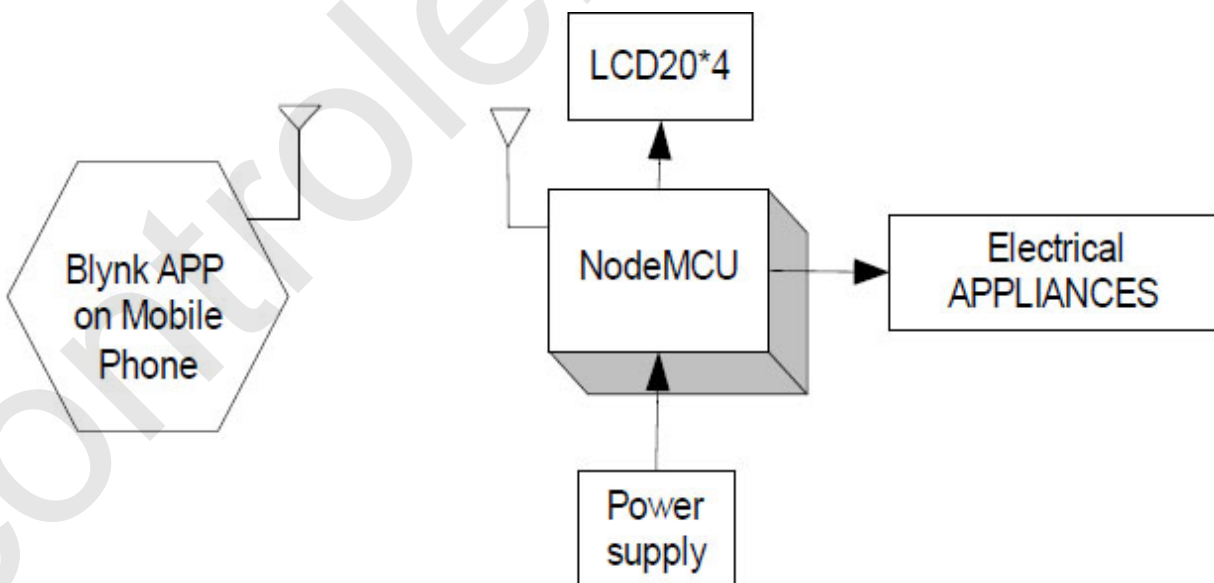 LCD20*4
Blynk APP
on Mobile
Phone
NodeMCU
Electrical
APPLIANCES
Power
supply